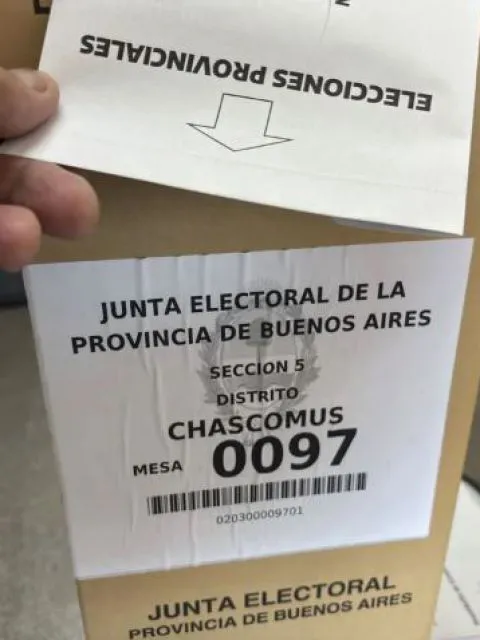 ELECCIONES PROVINCIALES
JUNTA ELECTORAL DE LA
PROVINCIA DE BUENOS AIRES
SECCION 5
DISTRITO
CHASCOMUS
MESA 0097
020300009701
JUNTA ELECTORAL
PROVINCIA DE BUENOS AIRES